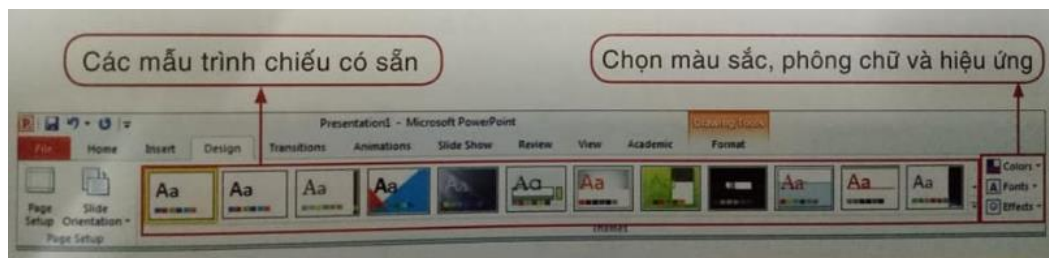 Các mẫu trình chiếu có sẵn
Chọn màu sắc, phông chữ và hiệu ứng
Presentation1 - Microsoft PowerPoint
Drawing Tools
File Home Insert Design Transitions Animations Slide Show Review View Academic Format
Aa Aa Aa Aa Aa Aa Aa Aa Aa
Colors
Fonts
Effects
Page Setup
Slide Orientation
Page Setup
Themes